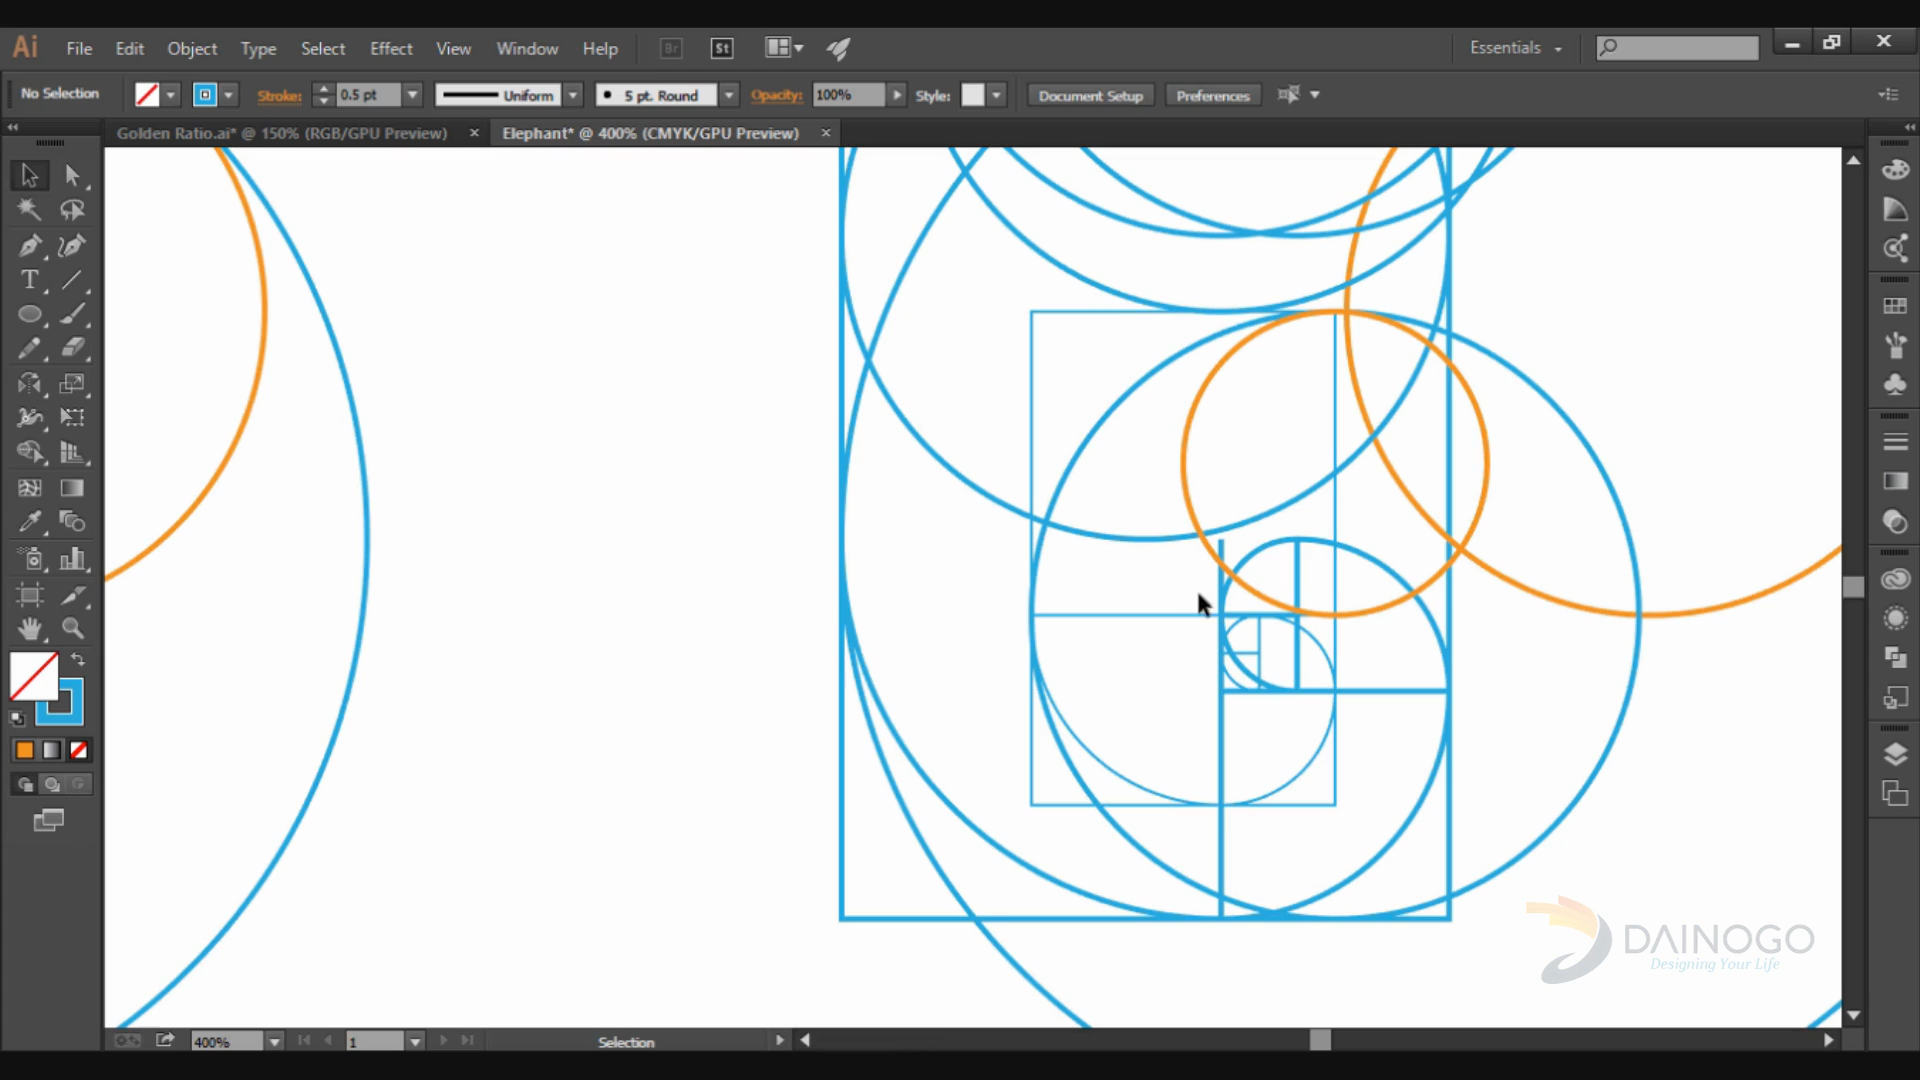 Ai File Edit Object Type Select Effect View Window Help Br St Essentials
No Selection Stroke: 0.5 pt Uniform 5 pt. Round Opacity: 100% Style: Document Setup Preferences
Golden Ratio.ai* @ 150% (RGB/GPU Preview) × Elephant* @ 400% (CMYK/GPU Preview) ×
DAINOGO
Designing Your Life
400% 1 Selection